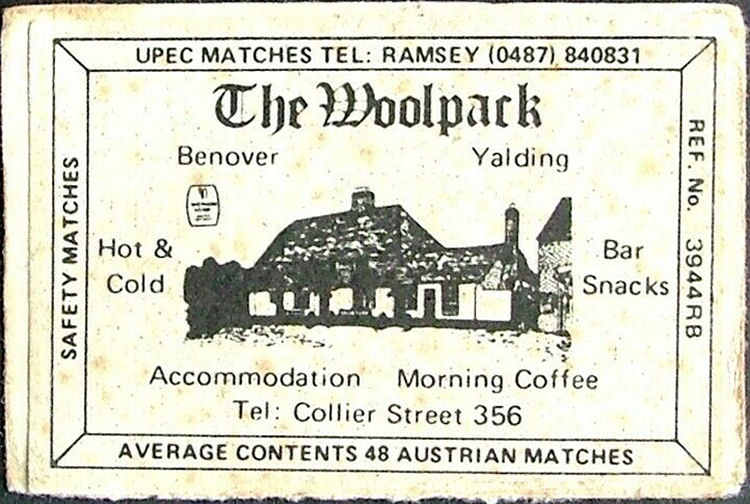 UPEC MATCHES TEL: RAMSEY (0487) 840831
The Woolpack
Benover Yalding
SAFETY MATCHES
REF. No. 3944RB
Hot &
Cold
Bar
Snacks
Accommodation Morning Coffee
Tel: Collier Street 356
AVERAGE CONTENTS 48 AUSTRIAN MATCHES